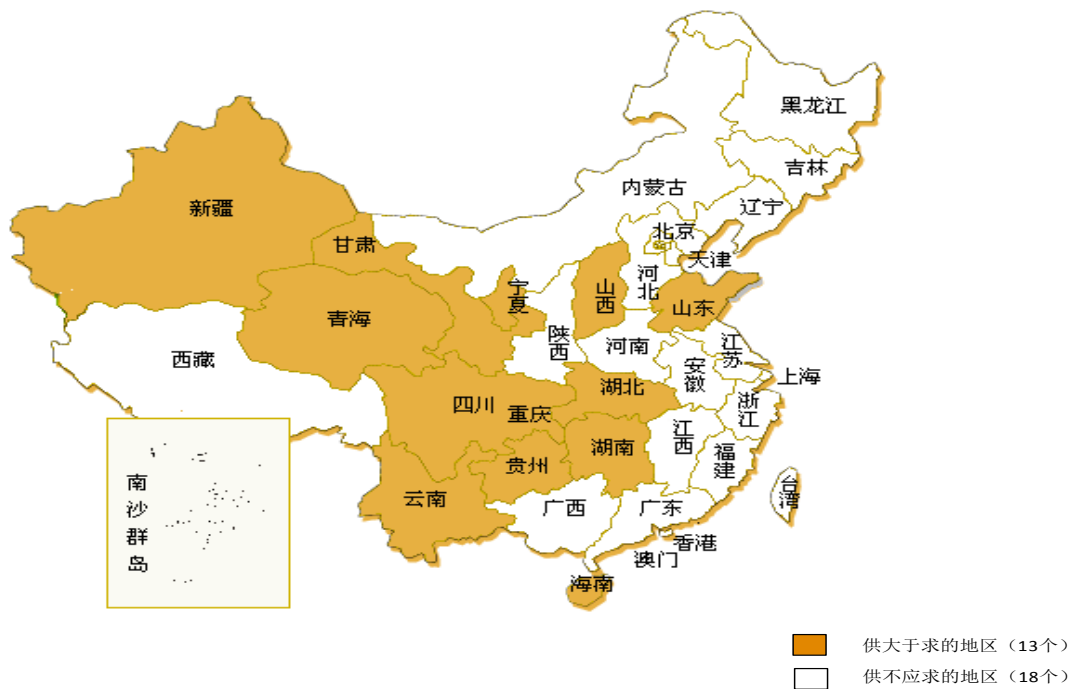 黑龙江
吉林
内蒙古
辽宁
新疆
北京
甘肃
天津
宁夏
山西
河北
山东
青海
陕西
河南
江苏
西藏
安徽
上海
湖北
四川
重庆
浙江
江西
湖南
福建
贵州
云南
广西
广东
台湾
南沙群岛
香港
澳门
海南
供大于求的地区（13个）
供不应求的地区（18个）